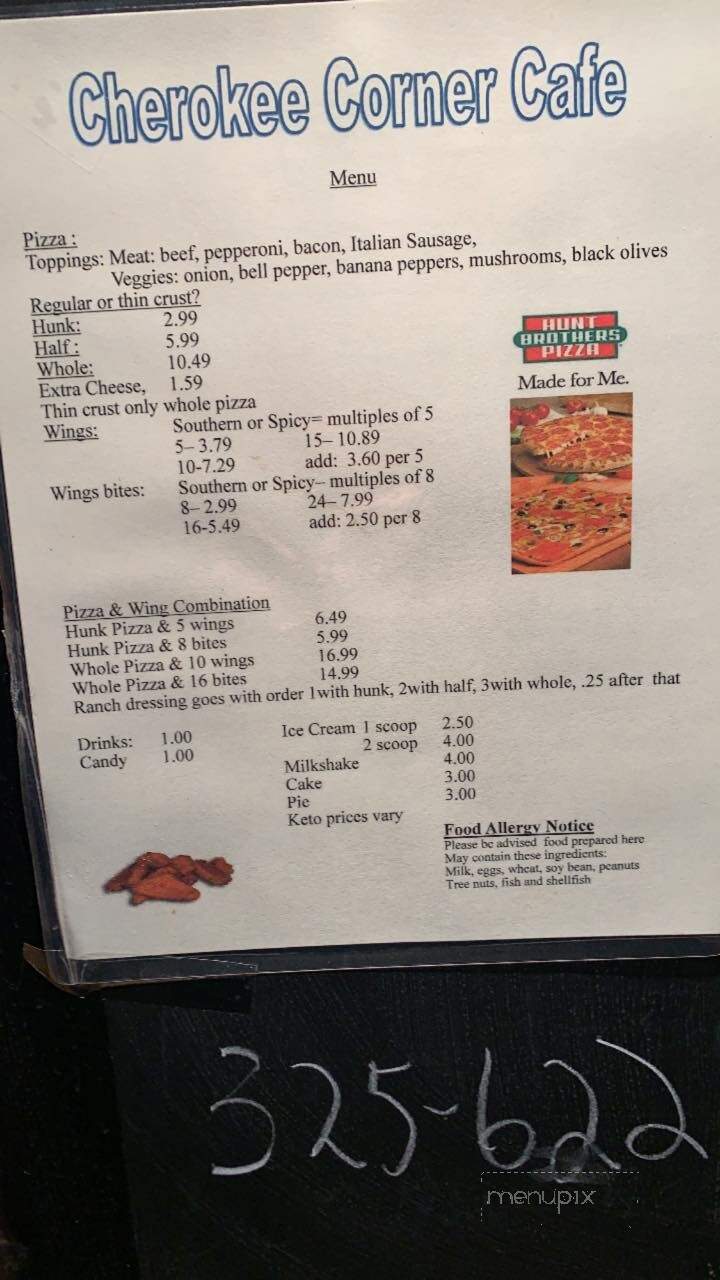 Cherokee Corner Cafe
Menu
Pizza :
Toppings: Meat: beef, pepperoni, bacon, Italian Sausage,
Veggies: onion, bell pepper, banana peppers, mushrooms, black olives
Regular or thin crust?
Hunk: 2.99
Half : 5.99
Whole: 10.49
Extra Cheese, 1.59
Thin crust only whole pizza
HUNT
BROTHERS
PIZZA
Made for Me.
Wings: Southern or Spicy= multiples of 5
5– 3.79 15– 10.89
10-7.29 add: 3.60 per 5
Wings bites: Southern or Spicy– multiples of 8
8– 2.99 24– 7.99
16-5.49 add: 2.50 per 8
Pizza & Wing Combination
Hunk Pizza & 5 wings 6.49
Hunk Pizza & 8 bites 5.99
Whole Pizza & 10 wings 16.99
Whole Pizza & 16 bites 14.99
Ranch dressing goes with order 1with hunk, 2with half, 3with whole, .25 after that
Drinks: 1.00
Candy 1.00
Ice Cream 1 scoop 2.50
2 scoop 4.00
Milkshake 4.00
Cake 3.00
Pie 3.00
Keto prices vary
Food Allergy Notice
Please be advised food prepared here
May contain these ingredients:
Milk, eggs, wheat, soy bean, peanuts
Tree nuts, fish and shellfish
325-622
menupix